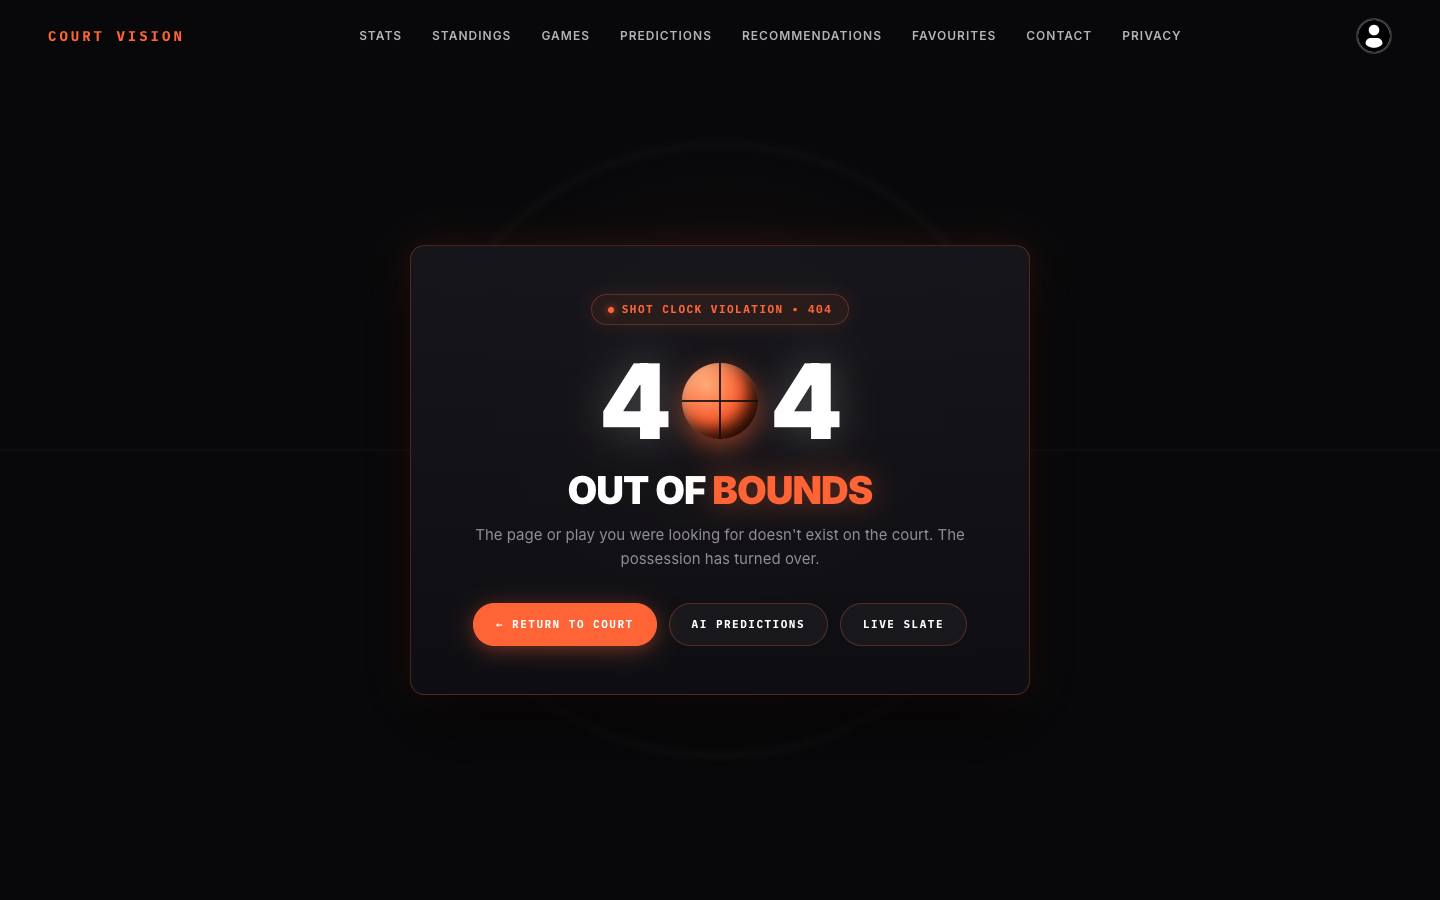 COURT VISION
STATS STANDINGS GAMES PREDICTIONS RECOMMENDATIONS FAVOURITES CONTACT PRIVACY
SHOT CLOCK VIOLATION • 404
4 4
OUT OF BOUNDS
The page or play you were looking for doesn't exist on the court. The
possession has turned over.
← RETURN TO COURT AI PREDICTIONS LIVE SLATE